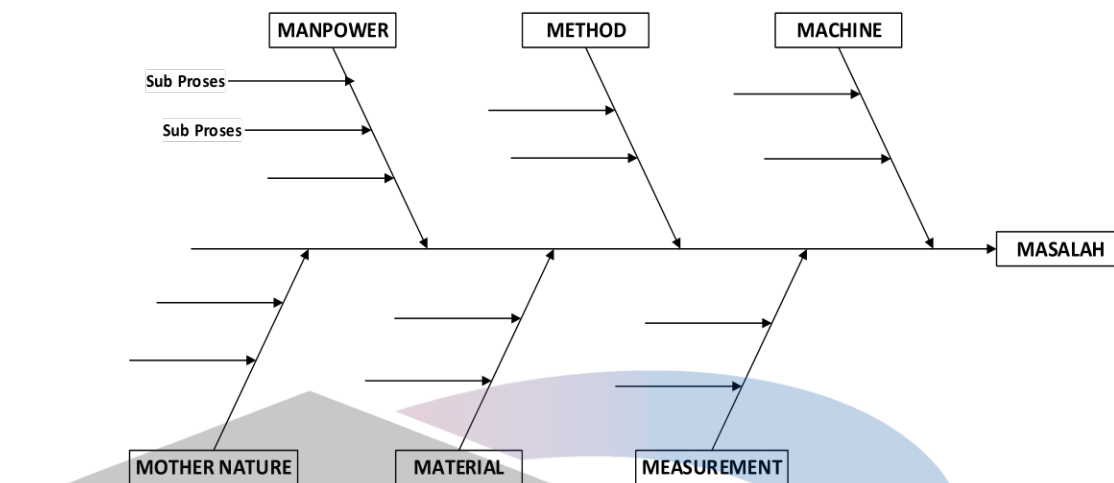 MANPOWER
METHOD
MACHINE
Sub Proses
Sub Proses
MASALAH
MOTHER NATURE
MATERIAL
MEASUREMENT